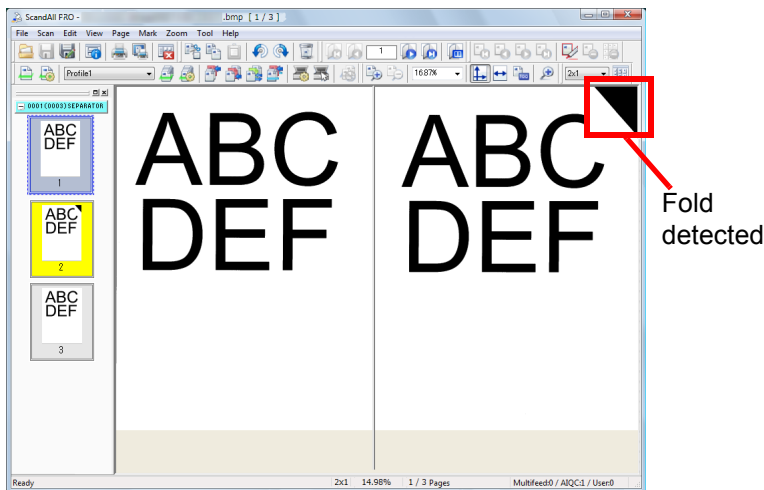 ScandAll PRO - .bmp [ 1 / 3 ]
File Scan Edit View Page Mark Zoom Tool Help
1
Profile1 16.87% 2x1
0001(0003)SEPARATOR
ABC
DEF
1
ABC
DEF
2
ABC
DEF
3
ABC
DEF
ABC
DEF
Fold
detected
Ready 2x1 14.98% 1 / 3 Pages Multifeed:0 / AIQC:1 / User:0